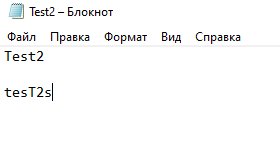 Test2 – Блокнот
Файл Правка Формат Вид Справка
Test2
tesT2s